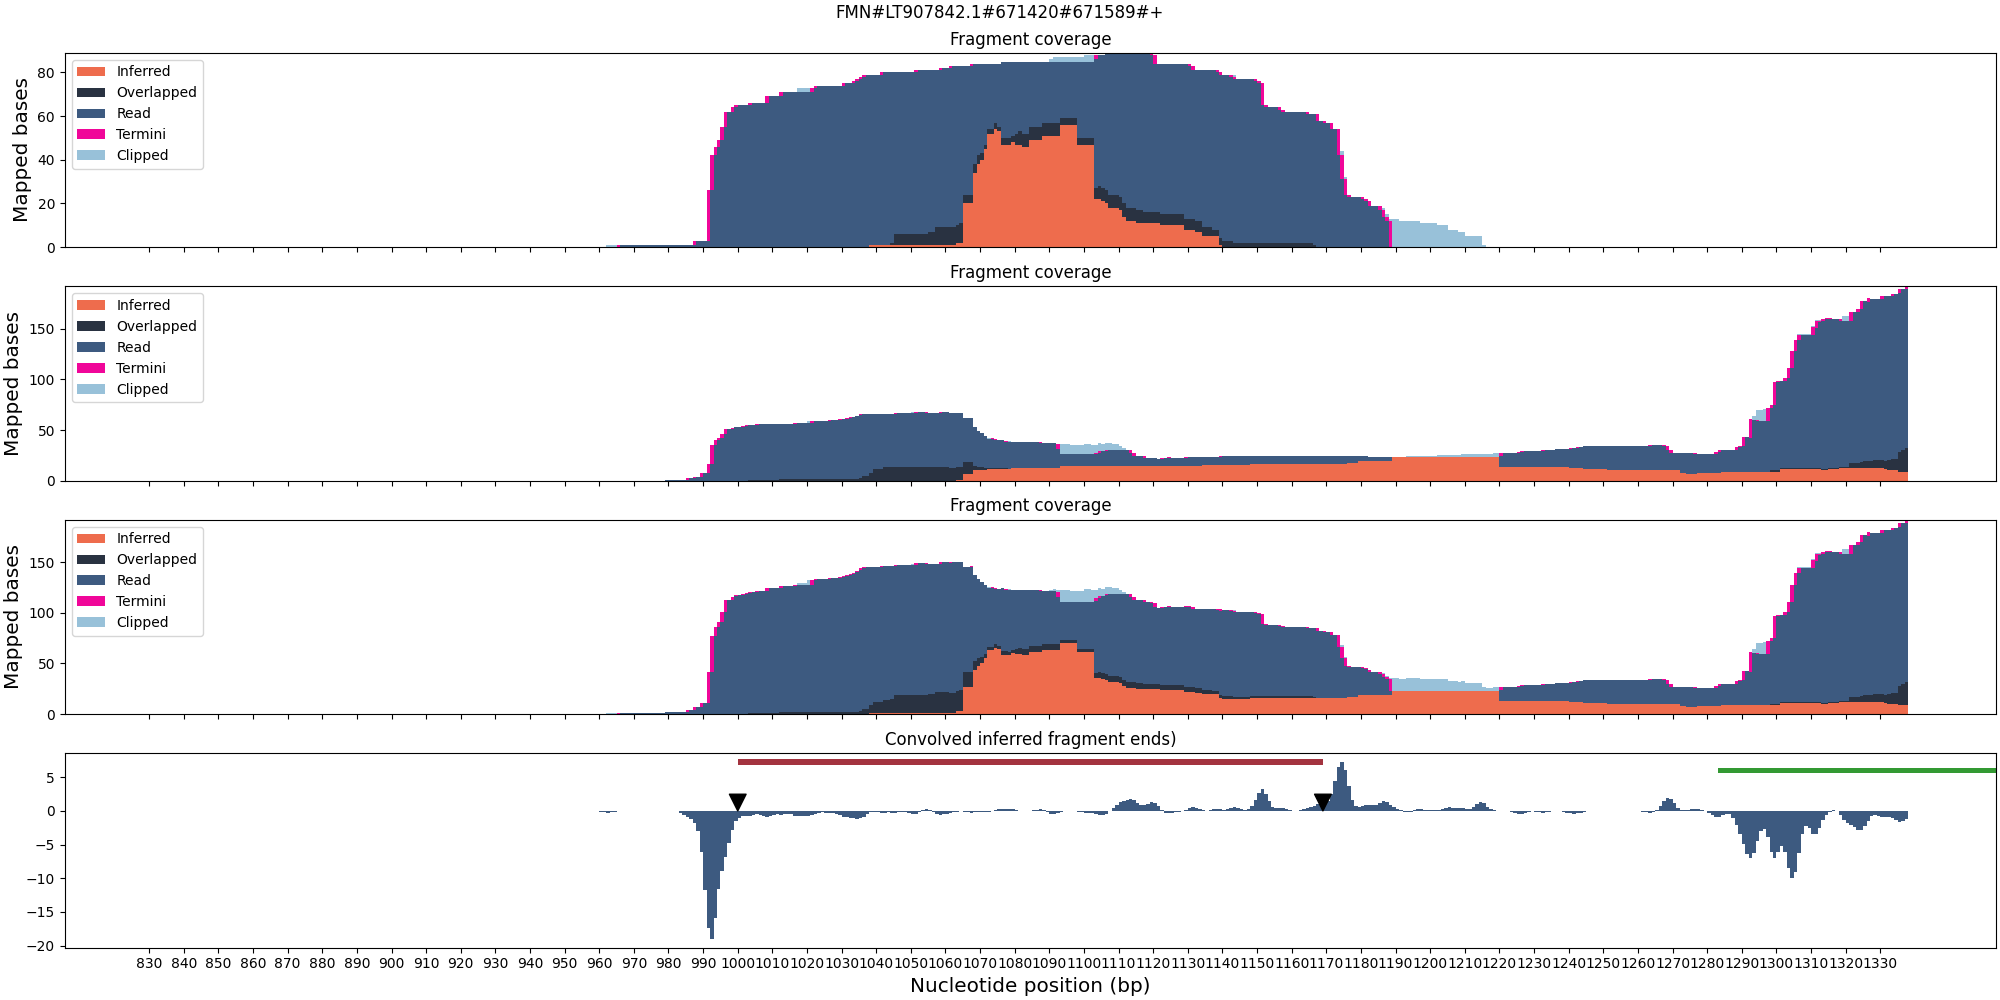 FMN#LT907842.1#671420#671589#+
Fragment coverage
Mapped bases
80
60
40
20
0
Inferred
Overlapped
Read
Termini
Clipped
Fragment coverage
Mapped bases
150
100
50
0
Inferred
Overlapped
Read
Termini
Clipped
Fragment coverage
Mapped bases
150
100
50
0
Inferred
Overlapped
Read
Termini
Clipped
Convolved inferred fragment ends)
5
0
−5
−10
−15
−20
830 840 850 860 870 880 890 900 910 920 930 940 950 960 970 980 990 1000 1010 1020 1030 1040 1050 1060 1070 1080 1090 1100 1110 1120 1130 1140 1150 1160 1170 1180 1190 1200 1210 1220 1230 1240 1250 1260 1270 1280 1290 1300 1310 1320 1330
Nucleotide position (bp)